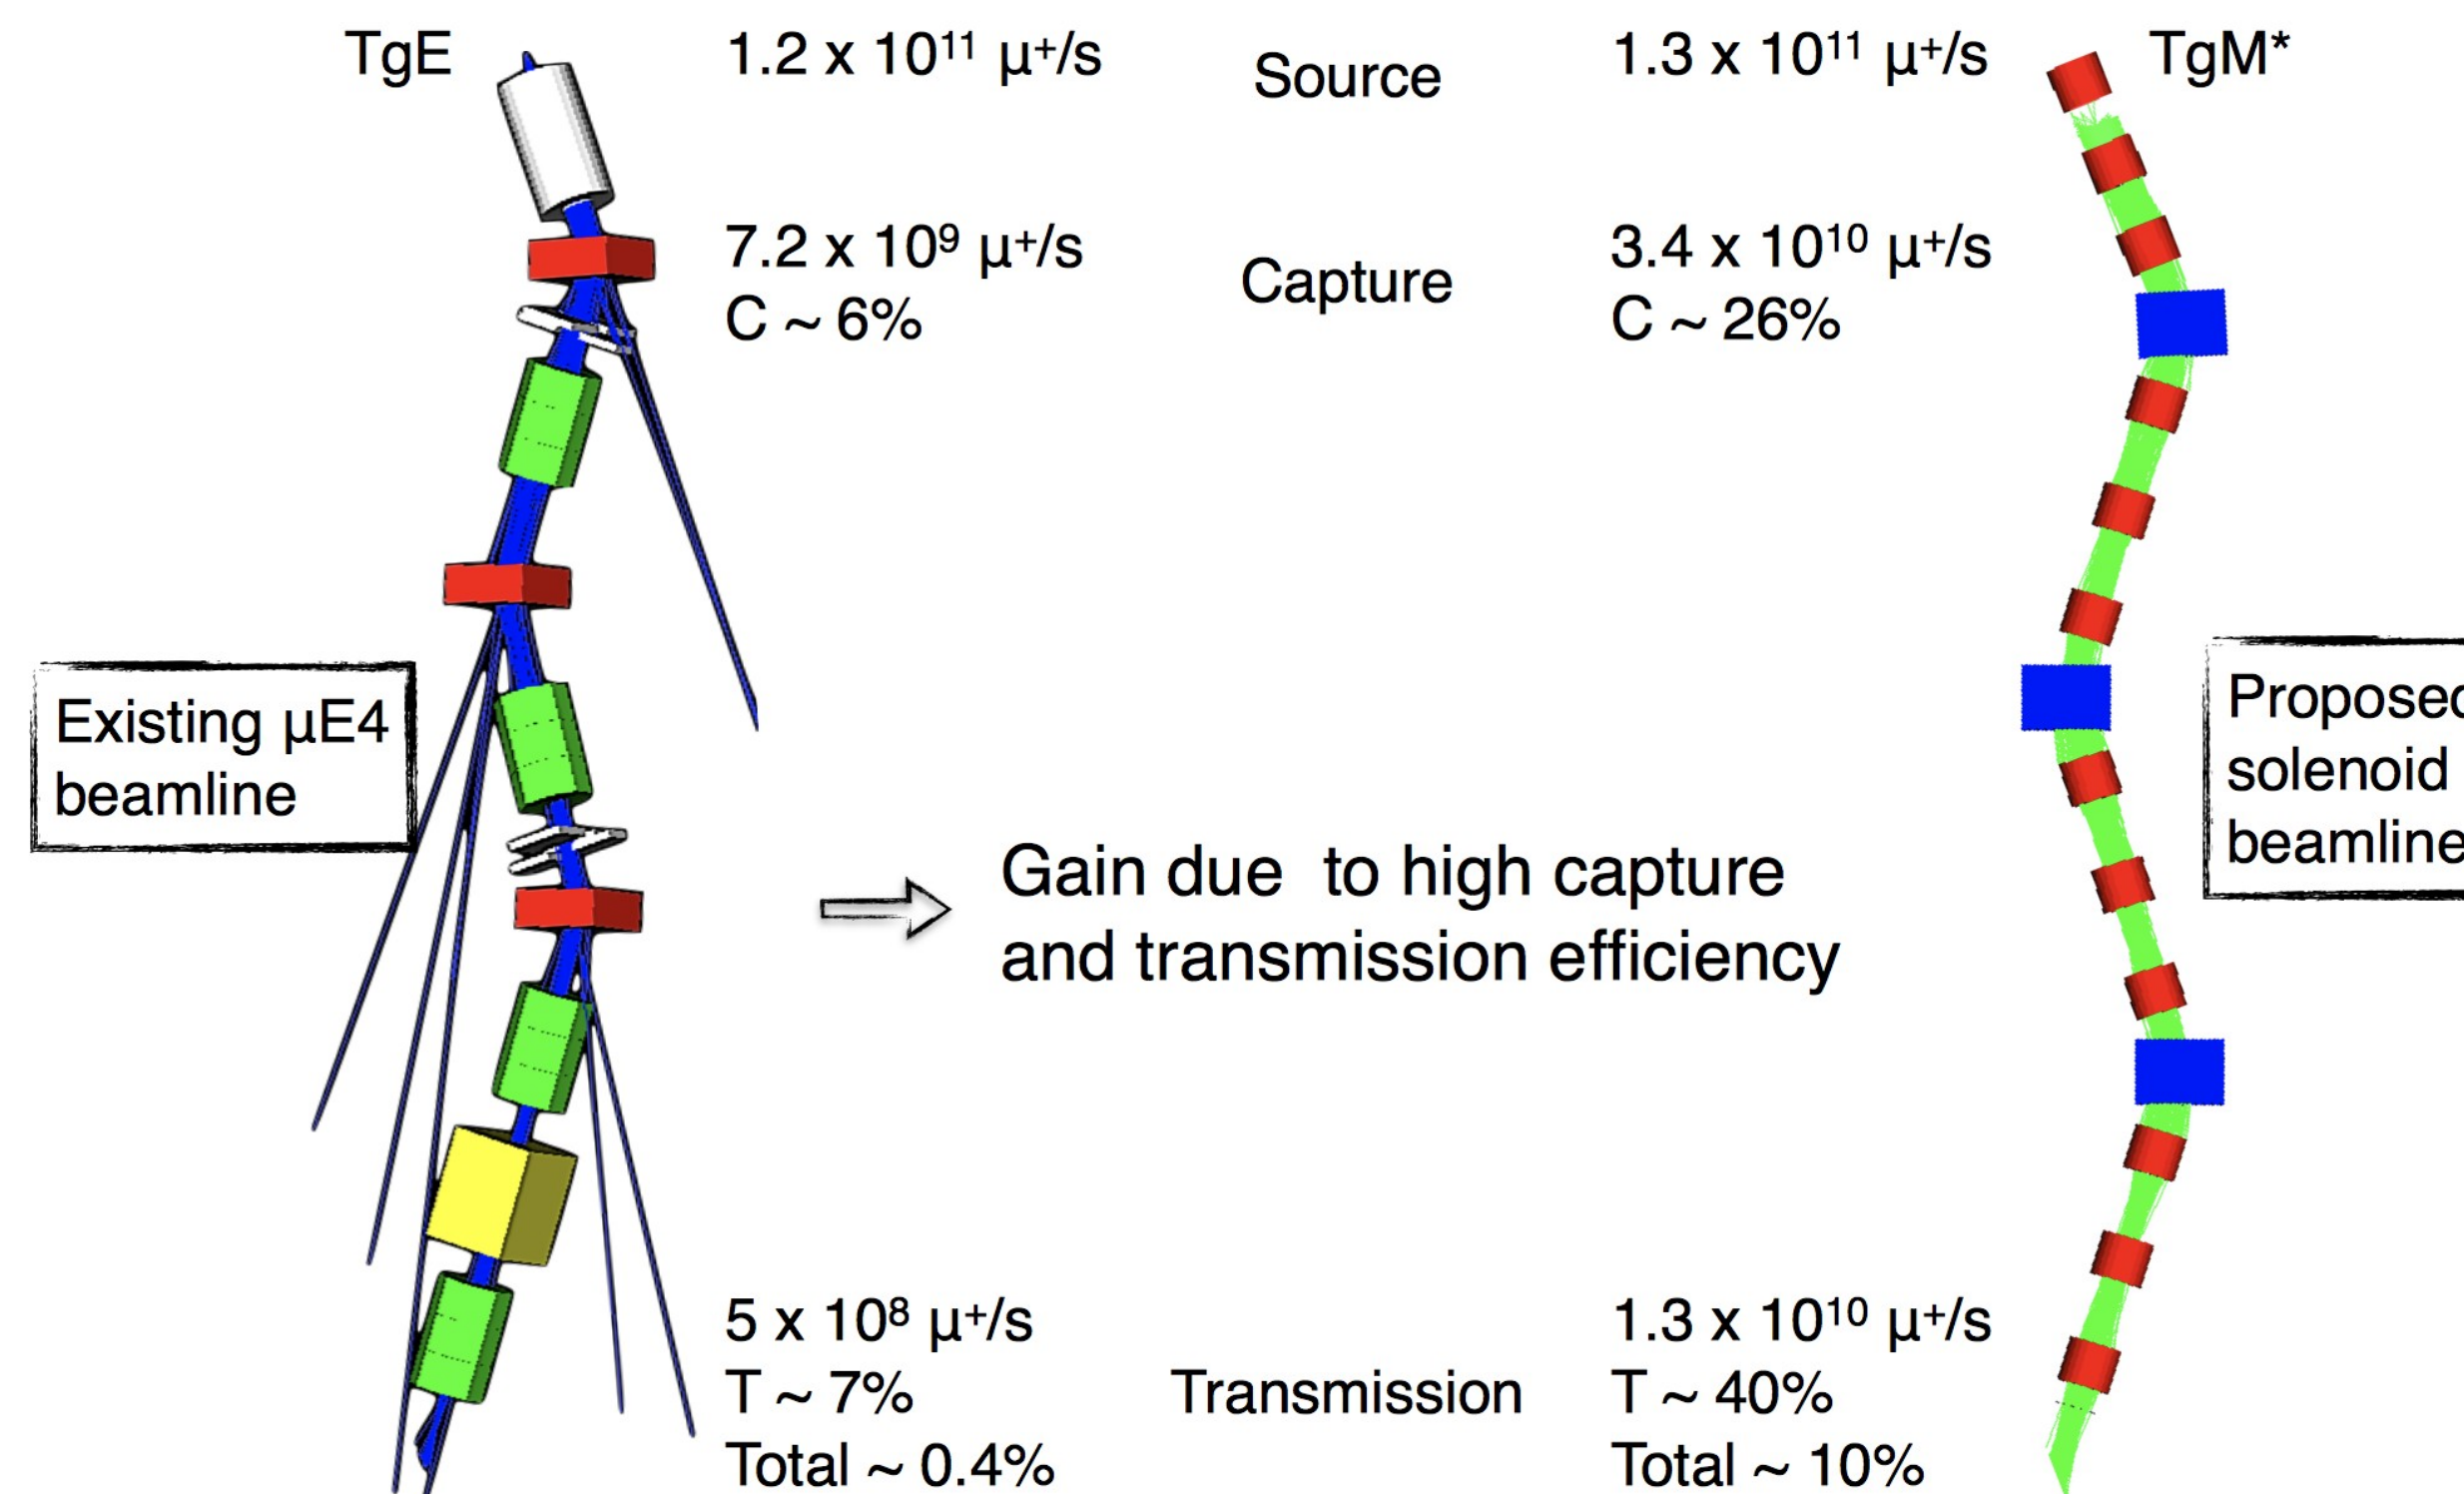 TgE
1.2 x 10¹¹ μ⁺/s
Source
1.3 x 10¹¹ μ⁺/s
TgM*
7.2 x 10⁹ μ⁺/s
C ~ 6%
Capture
3.4 x 10¹⁰ μ⁺/s
C ~ 26%
Existing μE4
beamline
Proposed
solenoid
beamline
Gain due  to high capture
and transmission efficiency
5 x 10⁸ μ⁺/s
T ~ 7%
Total ~ 0.4%
Transmission
1.3 x 10¹⁰ μ⁺/s
T ~ 40%
Total ~ 10%